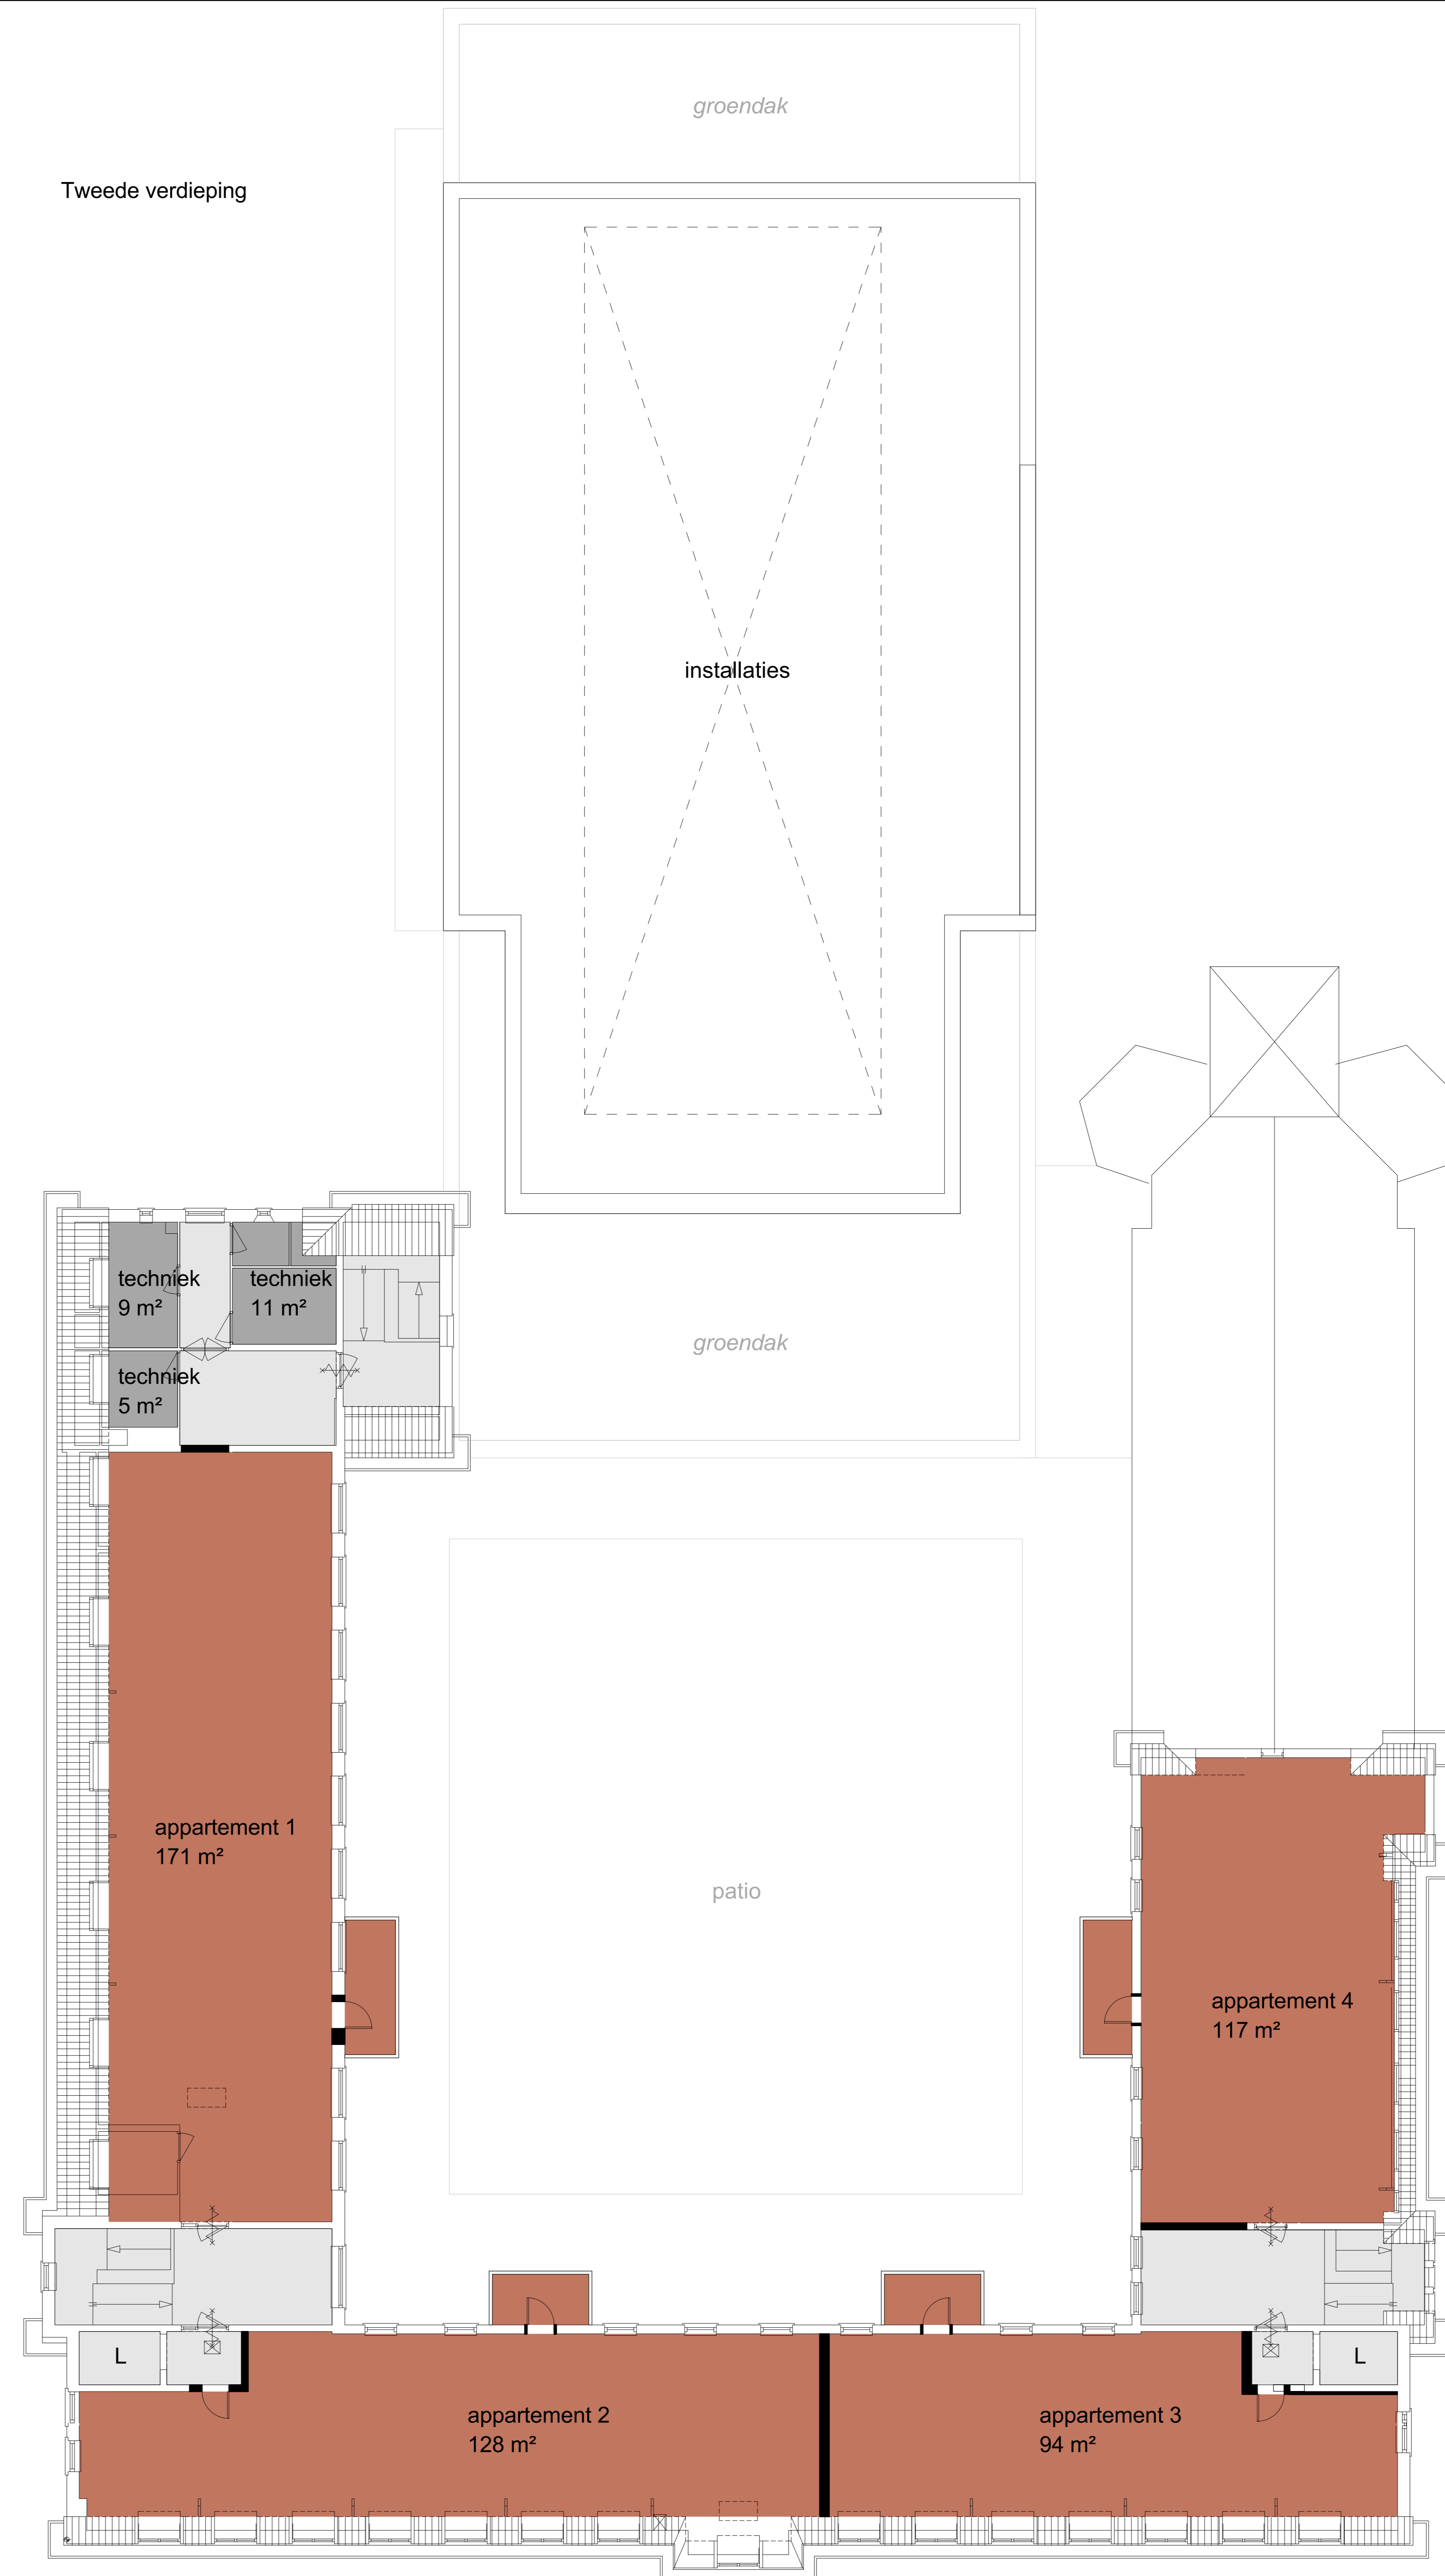 groendak
Tweede verdieping
installaties
techniek
9 m²
techniek
11 m²
groendak
techniek
5 m²
appartement 1
171 m²
patio
appartement 4
117 m²
L
L
appartement 2
128 m²
appartement 3
94 m²